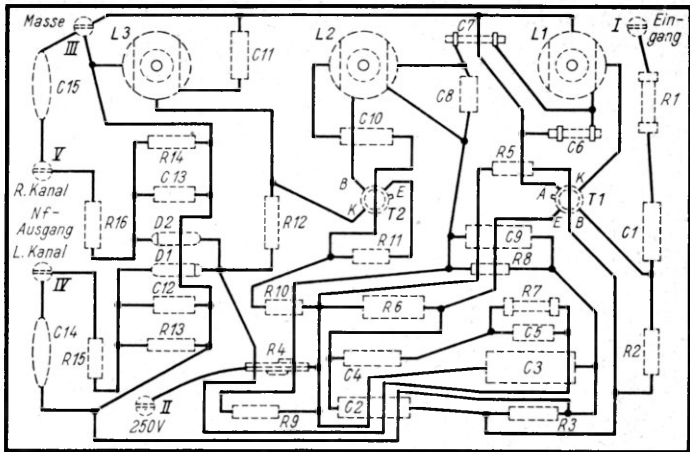 Masse
III
L3
C11
L2
C7
L1
I
Ein-
gang
C15
C8
R1
C10
C6
R14
V
R. Kanal
Nf-
Ausgang
L. Kanal
IV
C13
B
E
K
T2
R5
K
A
T1
E
B
R16
R12
C1
D2
D1
R11
C9
R8
C12
R10
R6
R7
C14
R15
R13
C5
R2
R4
C4
C3
II
250V
R9
C2
R3